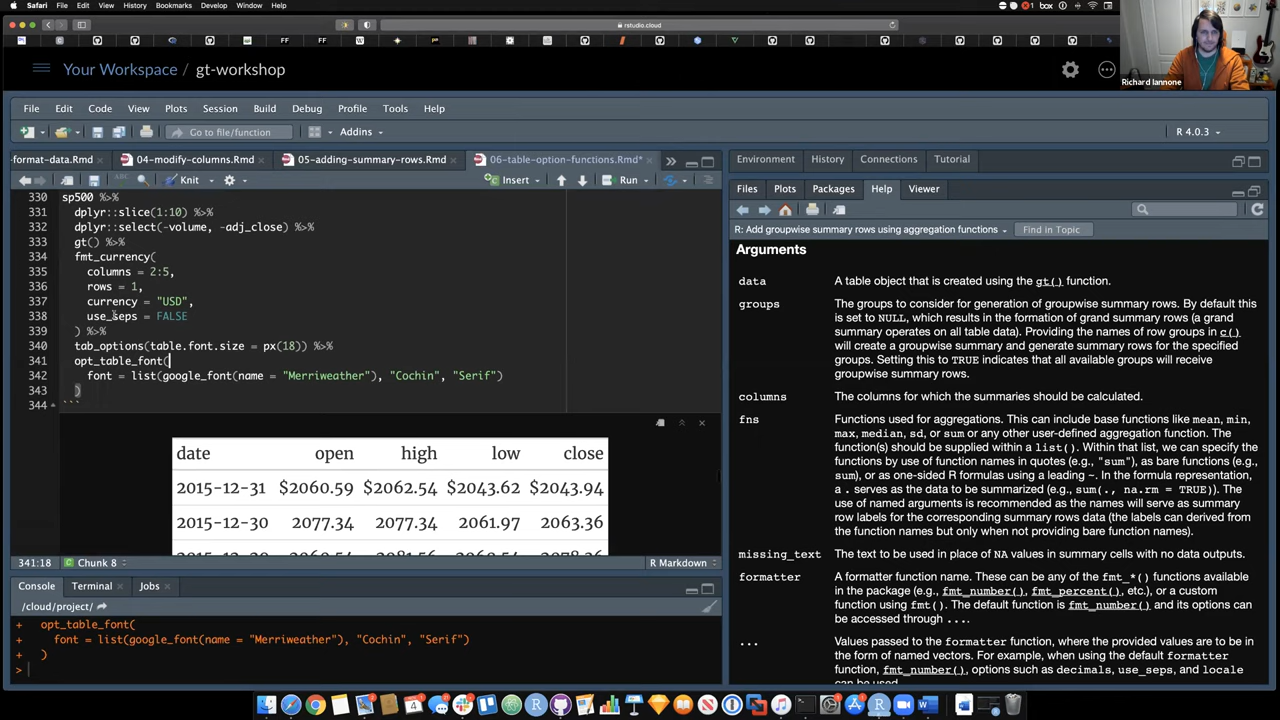 Safari File Edit View History Bookmarks Develop Window Help
rstudio.cloud
Richard Iannone
Your Workspace / gt-workshop
File Edit Code View Plots Session Build Debug Profile Tools Help
Go to file/function Addins R 4.0.3
-format-data.Rmd 04-modify-columns.Rmd 05-adding-summary-rows.Rmd 06-table-option-functions.Rmd*
Knit Insert Run
330 sp500 %>%
331 dplyr::slice(1:10) %>%
332 dplyr::select(-volume, -adj_close) %>%
333 gt() %>%
334 fmt_currency(
335 columns = 2:5,
336 rows = 1,
337 currency = "USD",
338 use_seps = FALSE
339 ) %>%
340 tab_options(table.font.size = px(18)) %>%
341 opt_table_font(
342 font = list(google_font(name = "Merriweather"), "Cochin", "Serif")
343 )
344 ```
date open high low close
2015-12-31 $2060.59 $2062.54 $2043.62 $2043.94
2015-12-30 2077.34 2077.34 2061.97 2063.36
341:18 Chunk 8 R Markdown
Console Terminal Jobs
/cloud/project/
+ opt_table_font(
+ font = list(google_font(name = "Merriweather"), "Cochin", "Serif")
+ )
>
Environment History Connections Tutorial
Files Plots Packages Help Viewer
R: Add groupwise summary rows using aggregation functions Find in Topic
Arguments
data A table object that is created using the gt() function.
groups The groups to consider for generation of groupwise summary rows. By default this
is set to NULL, which results in the formation of grand summary rows (a grand
summary operates on all table data). Providing the names of row groups in c()
will create a groupwise summary and generate summary rows for the specified
groups. Setting this to TRUE indicates that all available groups will receive
groupwise summary rows.
columns The columns for which the summaries should be calculated.
fns Functions used for aggregations. This can include base functions like mean, min,
max, median, sd, or sum or any other user-defined aggregation function. The
function(s) should be supplied within a list(). Within that list, we can specify the
functions by use of function names in quotes (e.g., "sum"), as bare functions (e.g.,
sum), or as one-sided R formulas using a leading ~. In the formula representation,
a . serves as the data to be summarized (e.g., sum(., na.rm = TRUE)). The
use of named arguments is recommended as the names will serve as summary
row labels for the corresponding summary rows data (the labels can derived from
the function names but only when not providing bare function names).
missing_text The text to be used in place of NA values in summary cells with no data outputs.
formatter A formatter function name. These can be any of the fmt_*() functions available
in the package (e.g., fmt_number(), fmt_percent(), etc.), or a custom
function using fmt(). The default function is fmt_number() and its options can
be accessed through ....
... Values passed to the formatter function, where the provided values are to be in
the form of named vectors. For example, when using the default formatter
function, fmt_number(), options such as decimals, use_seps, and locale
can be used.